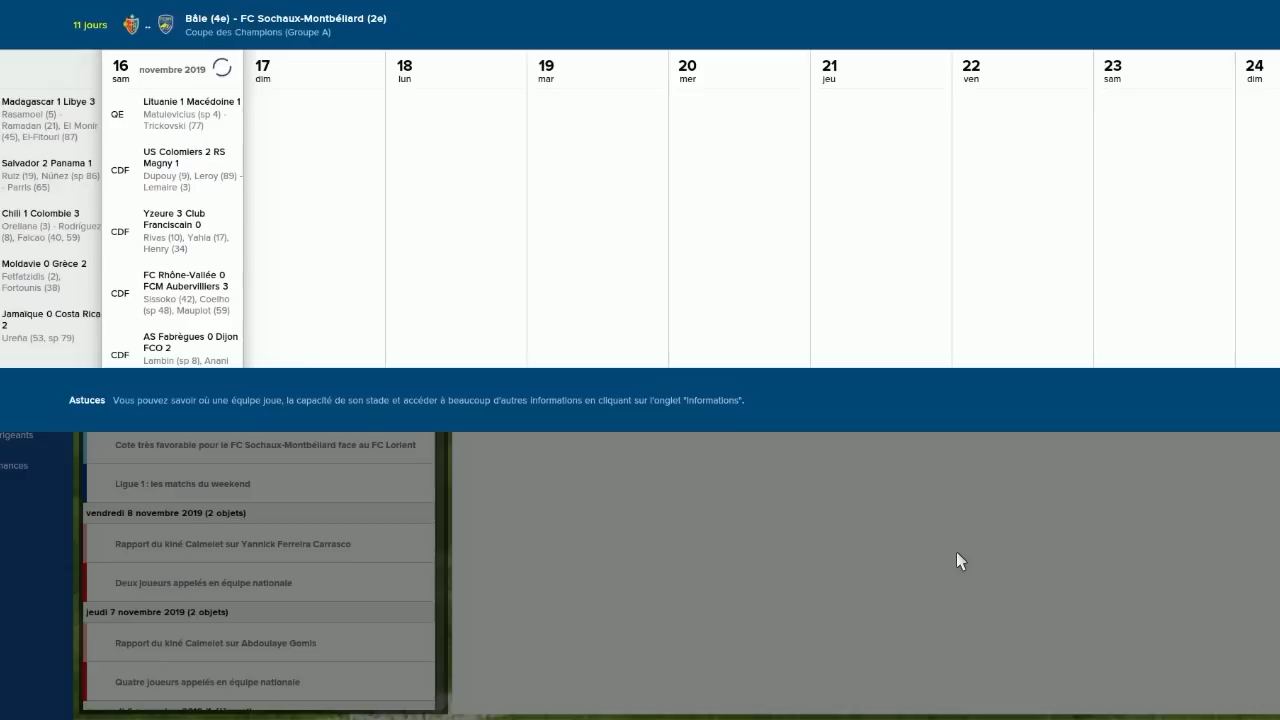 11 jours
Bâle (4e) - FC Sochaux-Montbéliard (2e)
Coupe des Champions (Groupe A)
16
sam
novembre 2019
17
dim
18
lun
19
mar
20
mer
21
jeu
22
ven
23
sam
24
dim
Madagascar 1 Libye 3
Rasamoel (5) -
Ramadan (21), El Monir
(45), El-Fitouri (87)
Salvador 2 Panama 1
Ruiz (19), Núñez (sp 86)
- Parris (65)
Chili 1 Colombie 3
Orellana (3) - Rodríguez
(8), Falcao (40, 59)
Moldavie 0 Grèce 2
Fetfatzidis (2),
Fortounis (38)
Jamaïque 0 Costa Rica
2
Ureña (53, sp 79)
QE
Lituanie 1 Macédoine 1
Matulevicius (sp 4) -
Trickovski (77)
CDF
US Colomiers 2 RS
Magny 1
Dupouy (9), Leroy (89) -
Lemaire (3)
CDF
Yzeure 3 Club
Franciscain 0
Rivas (10), Yahia (17),
Henry (34)
CDF
FC Rhône-Vallée 0
FCM Aubervilliers 3
Sissoko (42), Coelho
(sp 48), Mauplot (59)
CDF
AS Fabrègues 0 Dijon
FCO 2
Lambin (sp 8), Anani
Astuces Vous pouvez savoir où une équipe joue, la capacité de son stade et accéder à beaucoup d'autres informations en cliquant sur l'onglet "Informations".
rigeants
nances
Cote très favorable pour le FC Sochaux-Montbéliard face au FC Lorient
Ligue 1 : les matchs du weekend
vendredi 8 novembre 2019 (2 objets)
Rapport du kiné Calmelet sur Yannick Ferreira Carrasco
Deux joueurs appelés en équipe nationale
jeudi 7 novembre 2019 (2 objets)
Rapport du kiné Calmelet sur Abdoulaye Gomis
Quatre joueurs appelés en équipe nationale